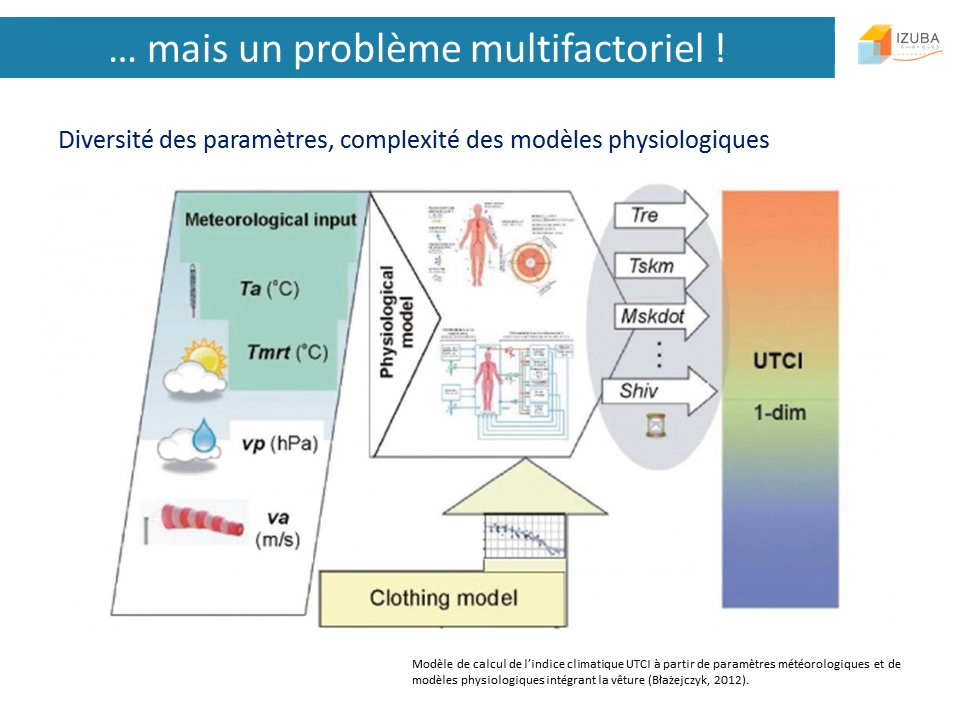 ... mais un problème multifactoriel !
IZUBA
énergies
Diversité des paramètres, complexité des modèles physiologiques
Meteorological input
Ta (°C)
Tmrt (°C)
vp (hPa)
va
(m/s)
Physiological
model
Tre
Tskm
Mskdot
Shiv
UTCI
1-dim
Clothing model
Modèle de calcul de l'indice climatique UTCI à partir de paramètres météorologiques et de
modèles physiologiques intégrant la vêture (Błażejczyk, 2012).